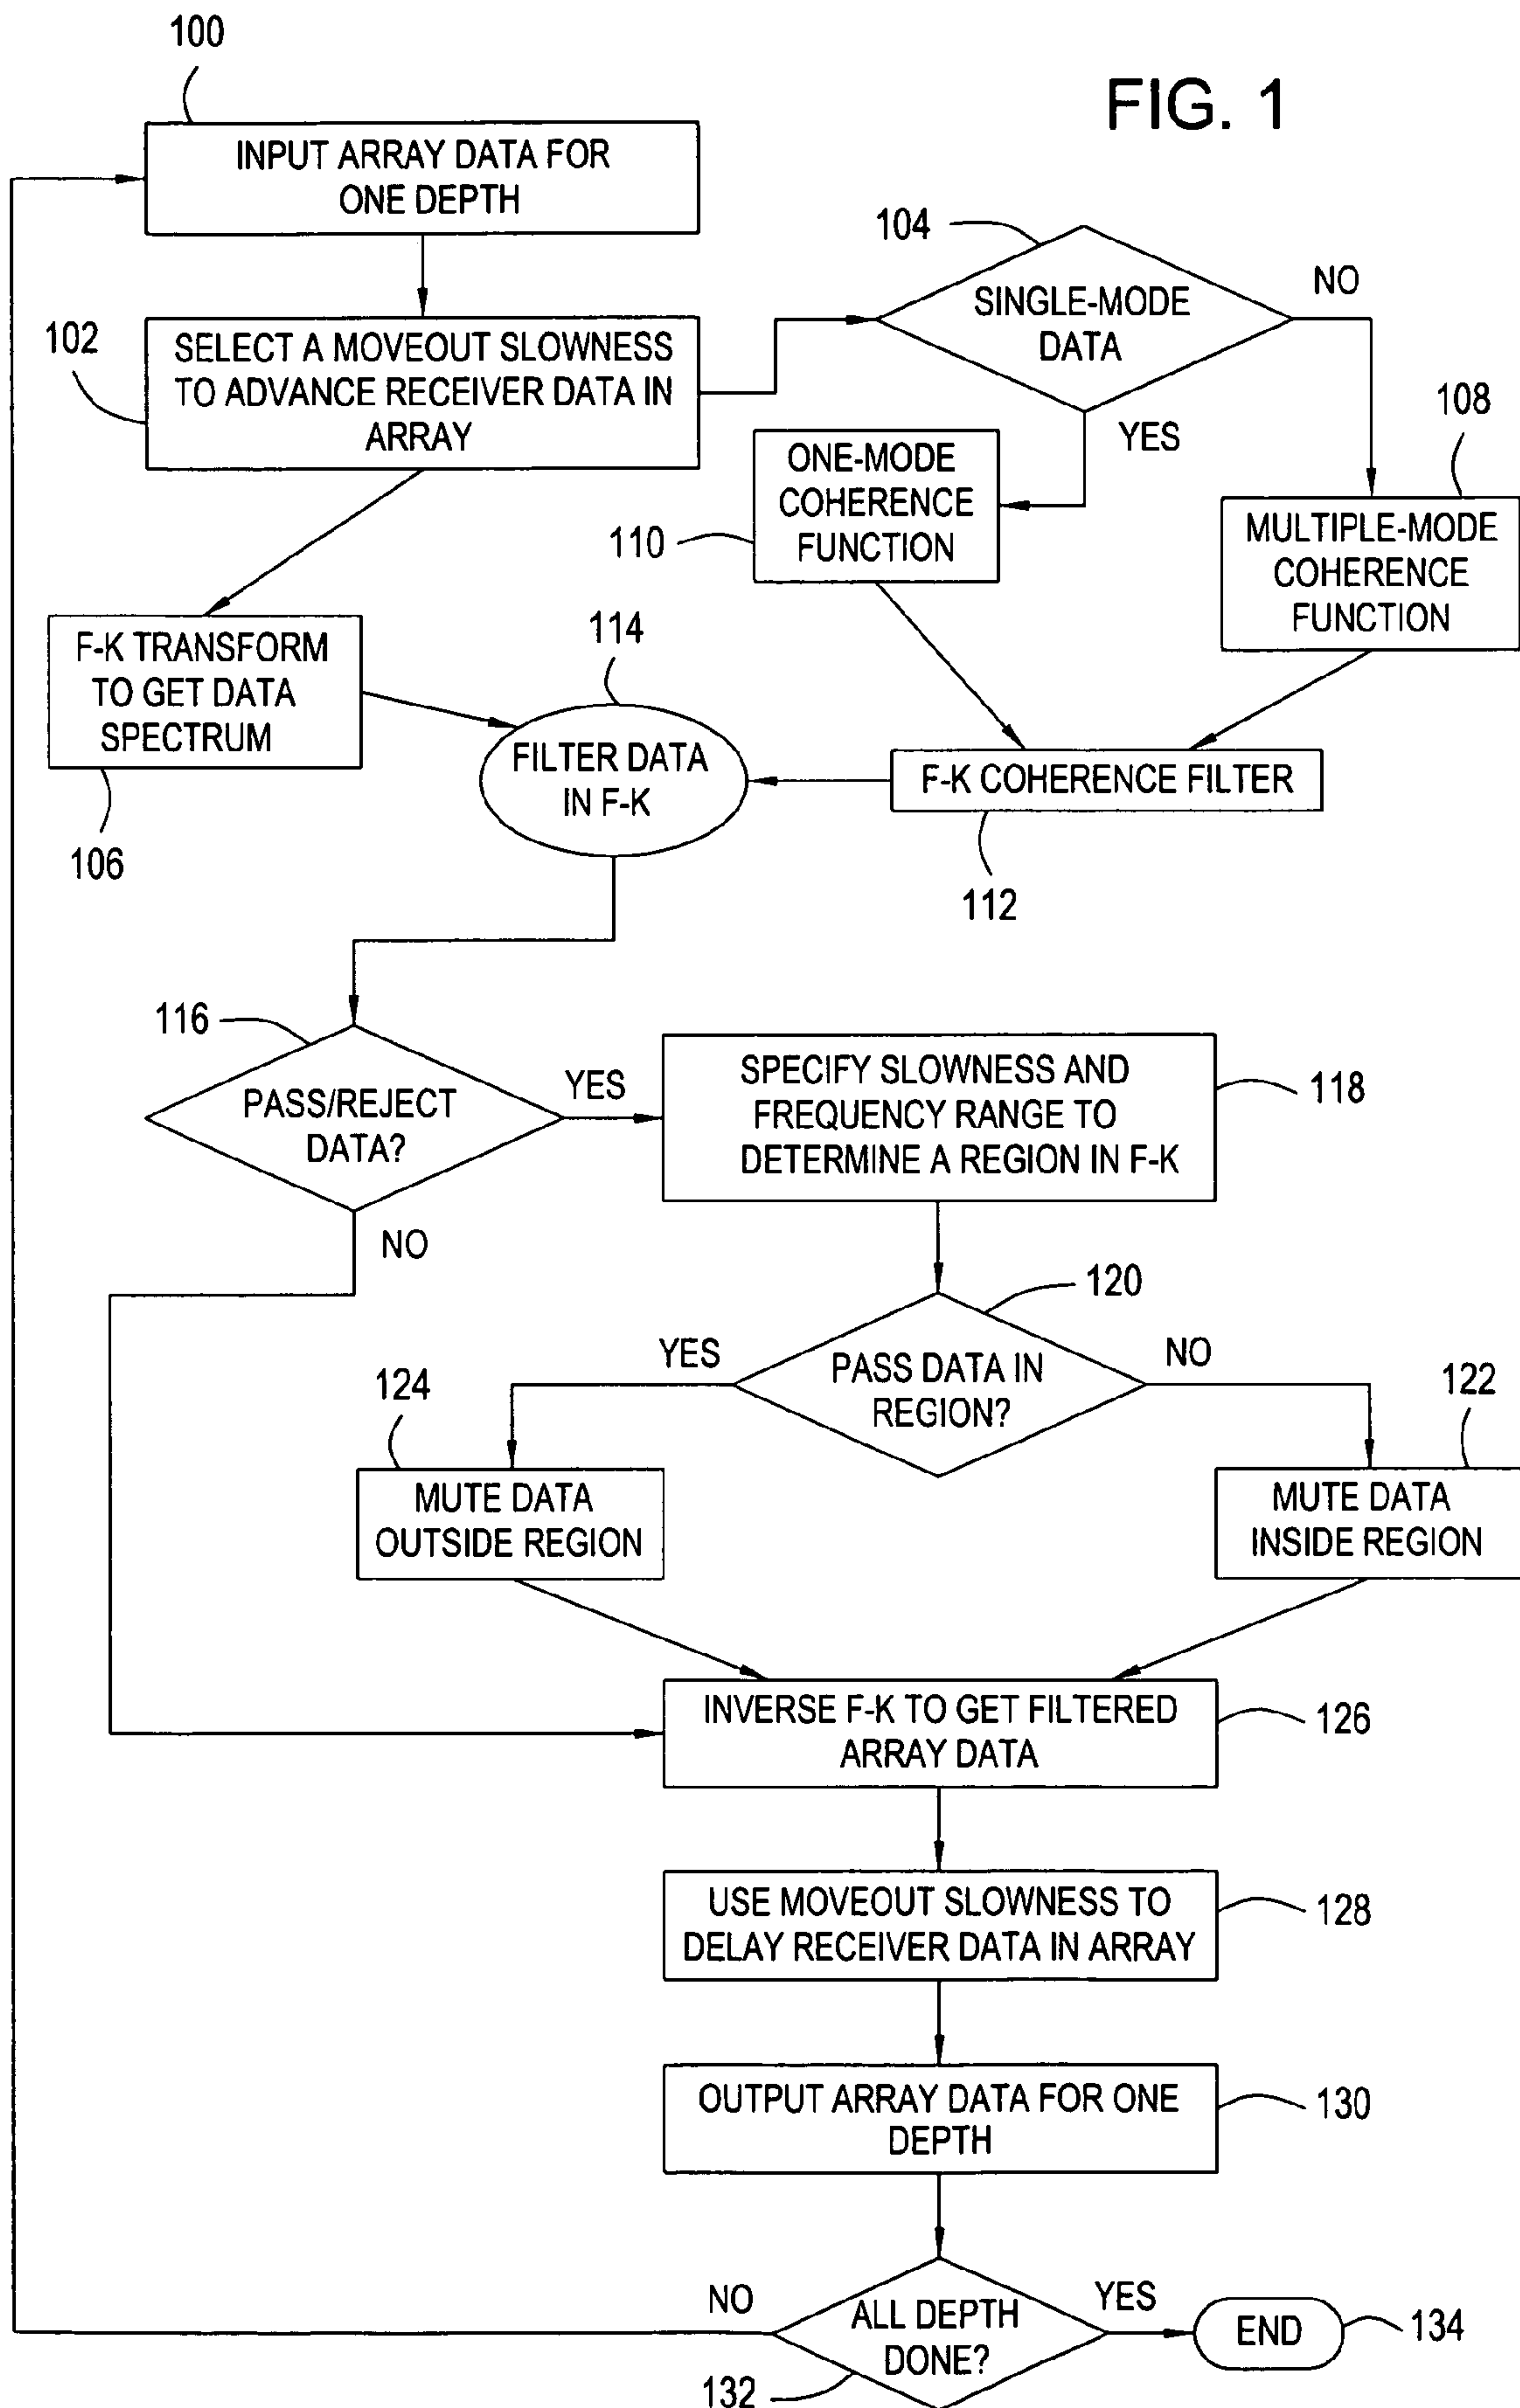 100
FIG. 1
INPUT ARRAY DATA FOR
ONE DEPTH
104
SINGLE-MODE
DATA
NO
102
SELECT A MOVEOUT SLOWNESS
TO ADVANCE RECEIVER DATA IN
ARRAY
YES
108
ONE-MODE
COHERENCE
FUNCTION
110
MULTIPLE-MODE
COHERENCE
FUNCTION
F-K TRANSFORM
TO GET DATA
SPECTRUM
106
114
FILTER DATA
IN F-K
F-K COHERENCE FILTER
112
116
PASS/REJECT
DATA?
YES
NO
SPECIFY SLOWNESS AND
FREQUENCY RANGE TO
DETERMINE A REGION IN F-K
118
120
PASS DATA IN
REGION?
YES
NO
124
122
MUTE DATA
OUTSIDE REGION
MUTE DATA
INSIDE REGION
INVERSE F-K TO GET FILTERED
ARRAY DATA
126
USE MOVEOUT SLOWNESS TO
DELAY RECEIVER DATA IN ARRAY
128
OUTPUT ARRAY DATA FOR ONE
DEPTH
130
NO
ALL DEPTH
DONE?
YES
END
134
132